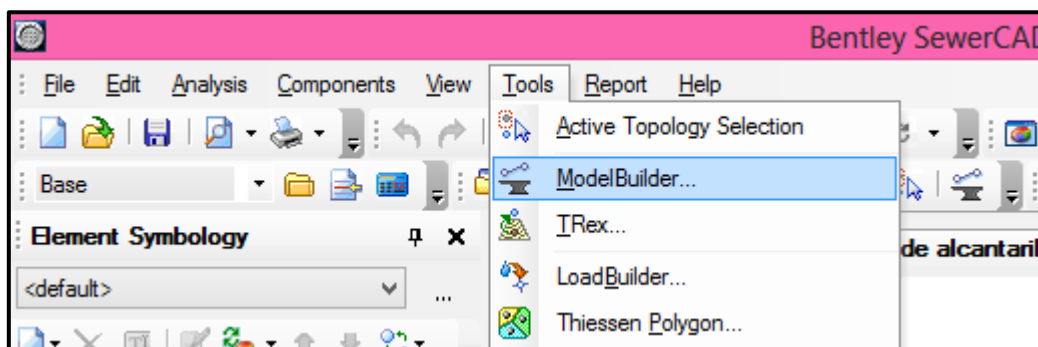 Bentley SewerCAD
File Edit Analysis Components View Tools Report Help
Active Topology Selection
Base
ModelBuilder...
Element Symbology
TRex...
de alcantaril
<default>
...
LoadBuilder...
Thiessen Polygon...